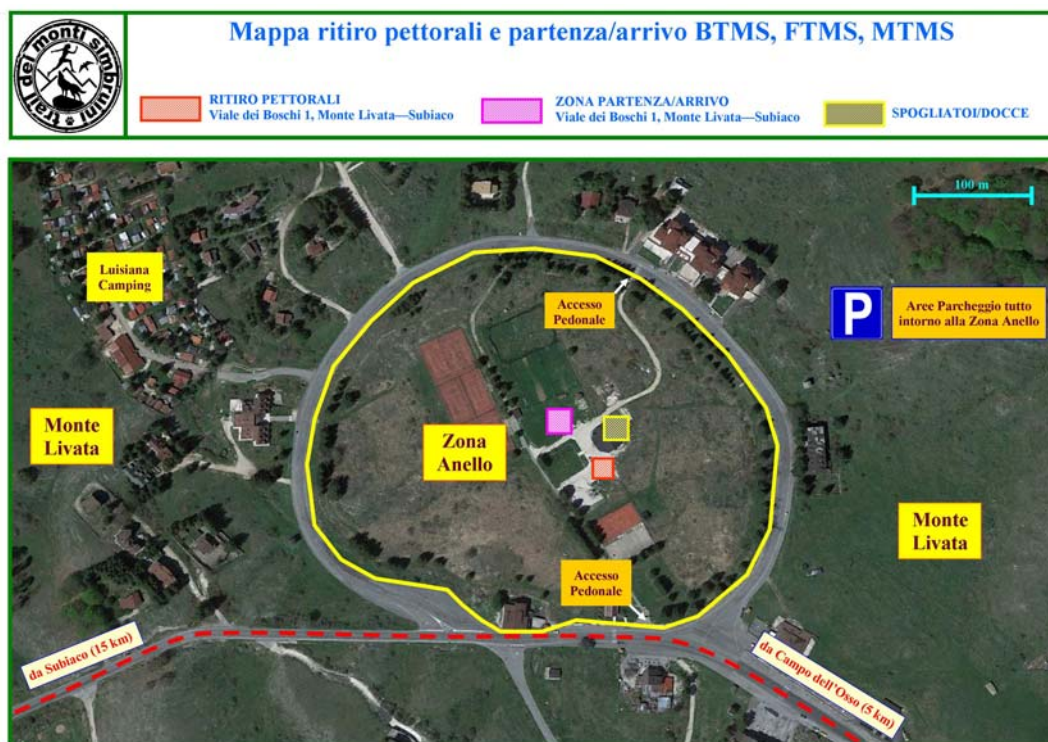 Mappa ritiro pettorali e partenza/arrivo BTMS, FTMS, MTMS
trail dei monti simbruini
RITIRO PETTORALI
Viale dei Boschi 1, Monte Livata—Subiaco
ZONA PARTENZA/ARRIVO
Viale dei Boschi 1, Monte Livata—Subiaco
SPOGLIATOI/DOCCE
100 m
Luisiana
Camping
Accesso
Pedonale
P
Aree Parcheggio tutto
intorno alla Zona Anello
Monte
Livata
Zona
Anello
Monte
Livata
Accesso
Pedonale
da Subiaco (15 km)
da Campo dell'Osso (5 km)